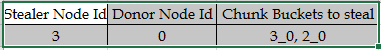 Stealer Node Id Donor Node Id Chunk Buckets to steal
3 0 3_0, 2_0